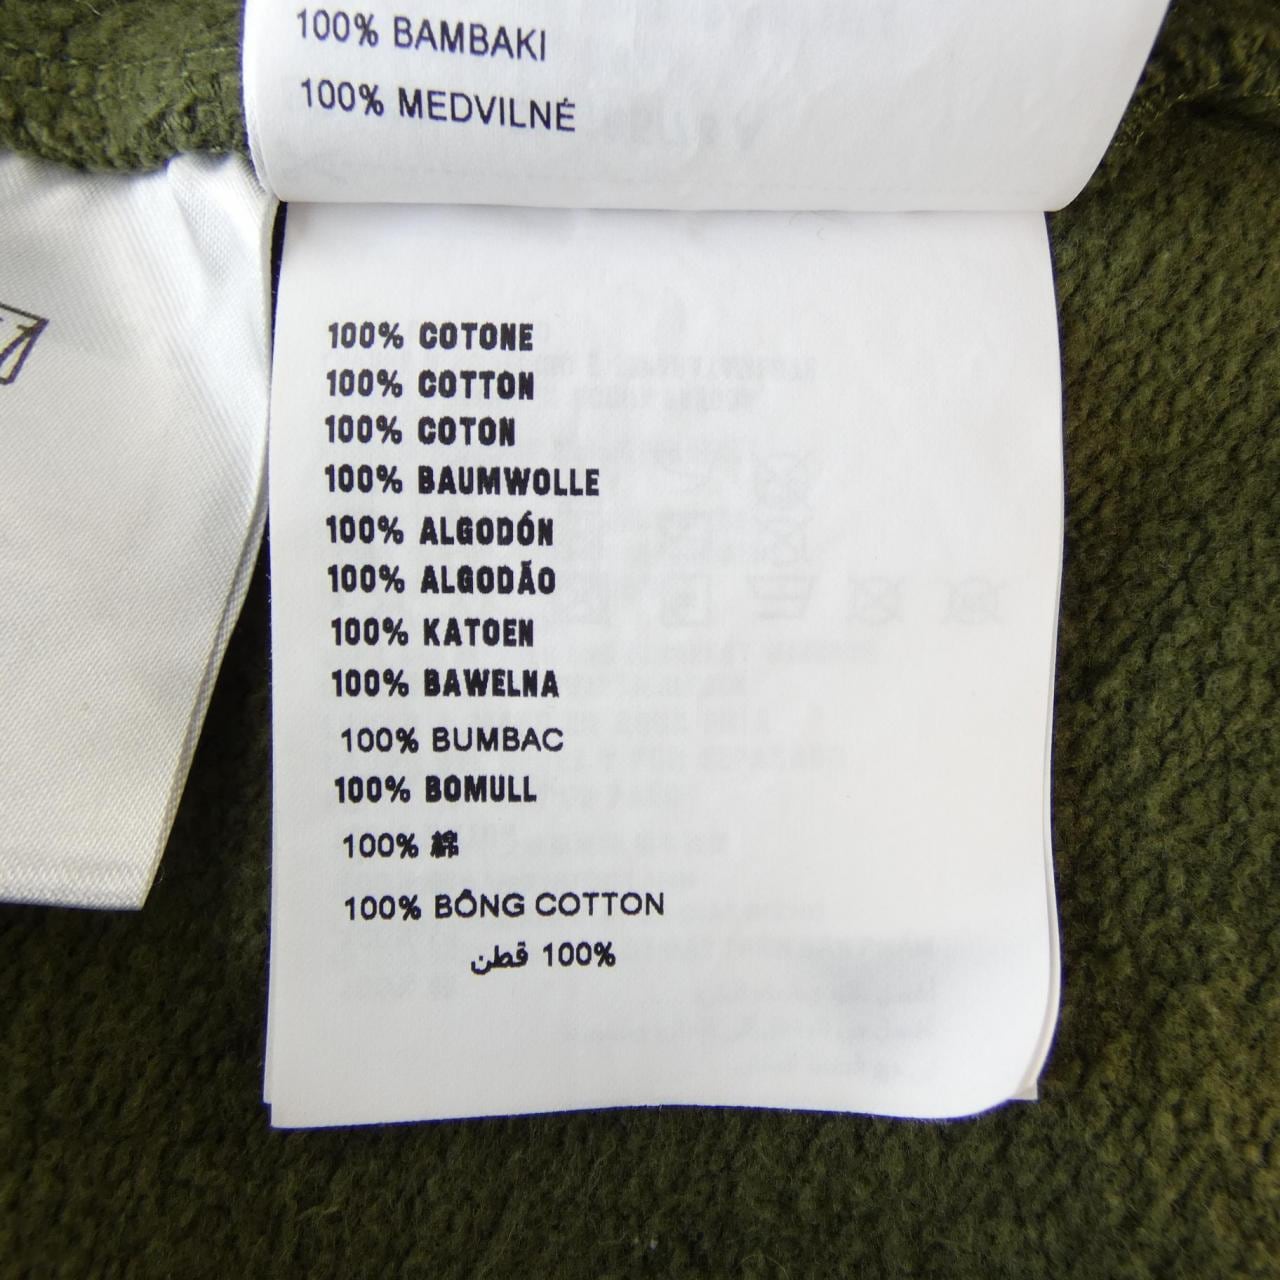 100% BAMBAKI
100% MEDVILNÉ
100% COTONE
100% COTTON
100% COTON
100% BAUMWOLLE
100% ALGODÓN
100% ALGODÃO
100% KATOEN
100% BAWELNA
100% BUMBAC
100% BOMULL
100% 綿
100% BÔNG COTTON
100% قطن